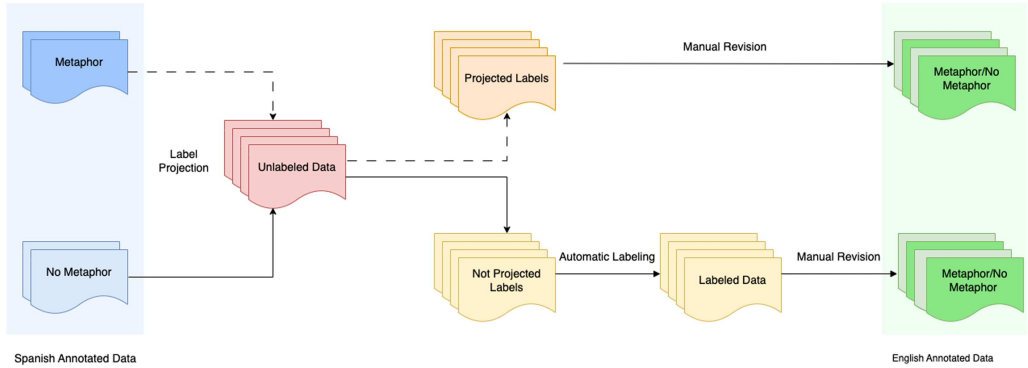 Metaphor
Manual Revision
Projected Labels
Metaphor/No
Metaphor
Label
Projection
Unlabeled Data
No Metaphor
Automatic Labeling
Manual Revision
Not Projected
Labels
Labeled Data
Metaphor/No
Metaphor
Spanish Annotated Data
English Annotated Data